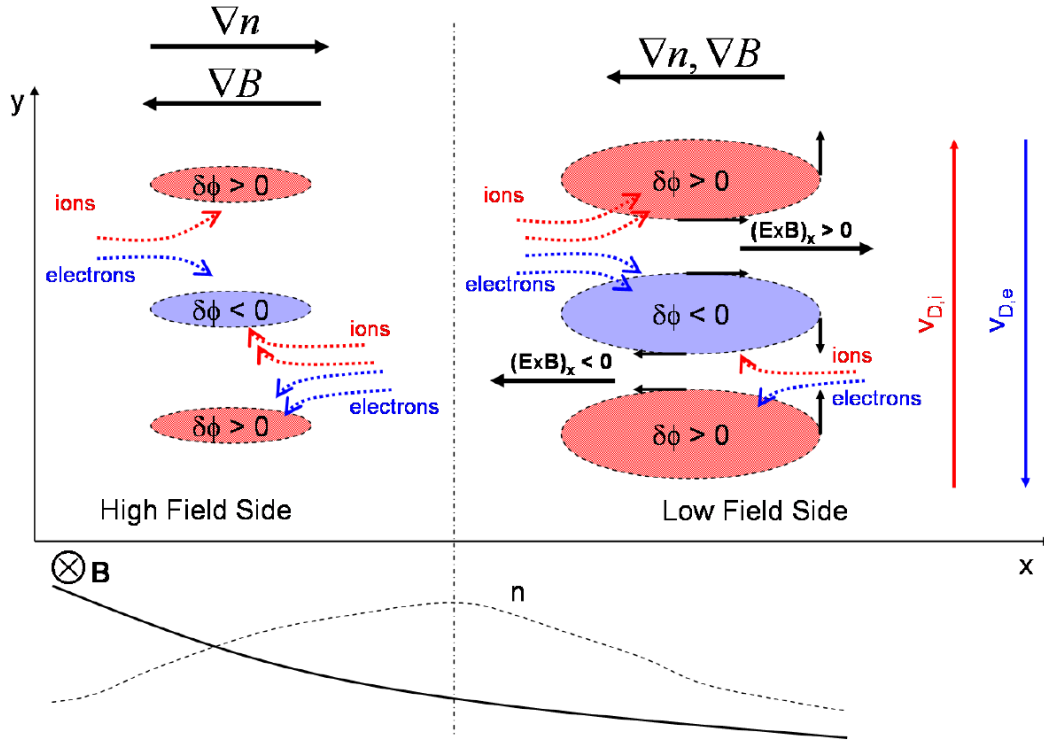 ∇n
∇B
∇n, ∇B
y
δϕ > 0
ions
electrons
δϕ < 0
ions
electrons
δϕ > 0
High Field Side
δϕ > 0
ions
electrons
(ExB)x > 0
δϕ < 0
(ExB)x < 0
ions
electrons
δϕ > 0
Low Field Side
VD,i
VD,e
x
B
n